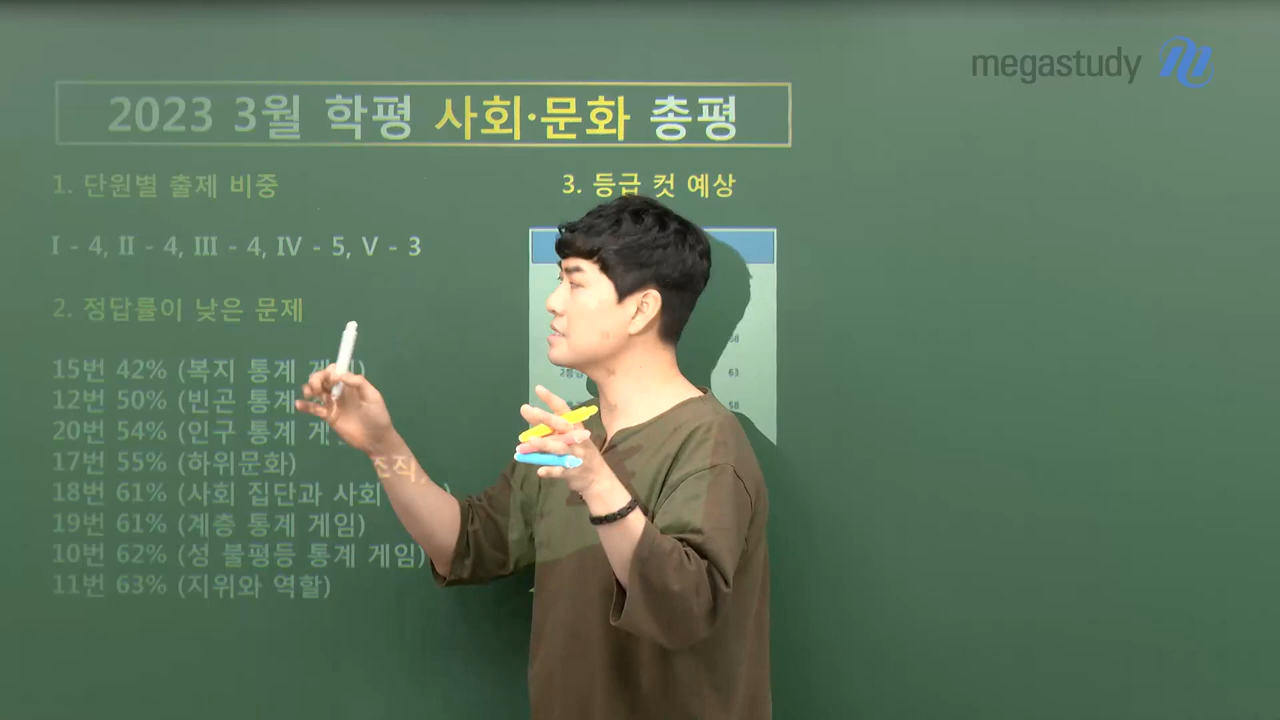 megastudy
2023 3월 학평 사회·문화 총평
1. 단원별 출제 비중
I - 4, II - 4, III - 4, IV - 5, V - 3
2. 정답률이 낮은 문제
15번 42% (복지 통계
12번 50% (빈곤 통계
20번 54% (인구 통계
17번 55% (하위문화)
18번 61% (사회 집단과 사회 조직)
19번 61% (계층 통계 게임)
10번 62% (성 불평등 통계 게임)
11번 63% (지위와 역할)
3. 등급 컷 예상
63
58